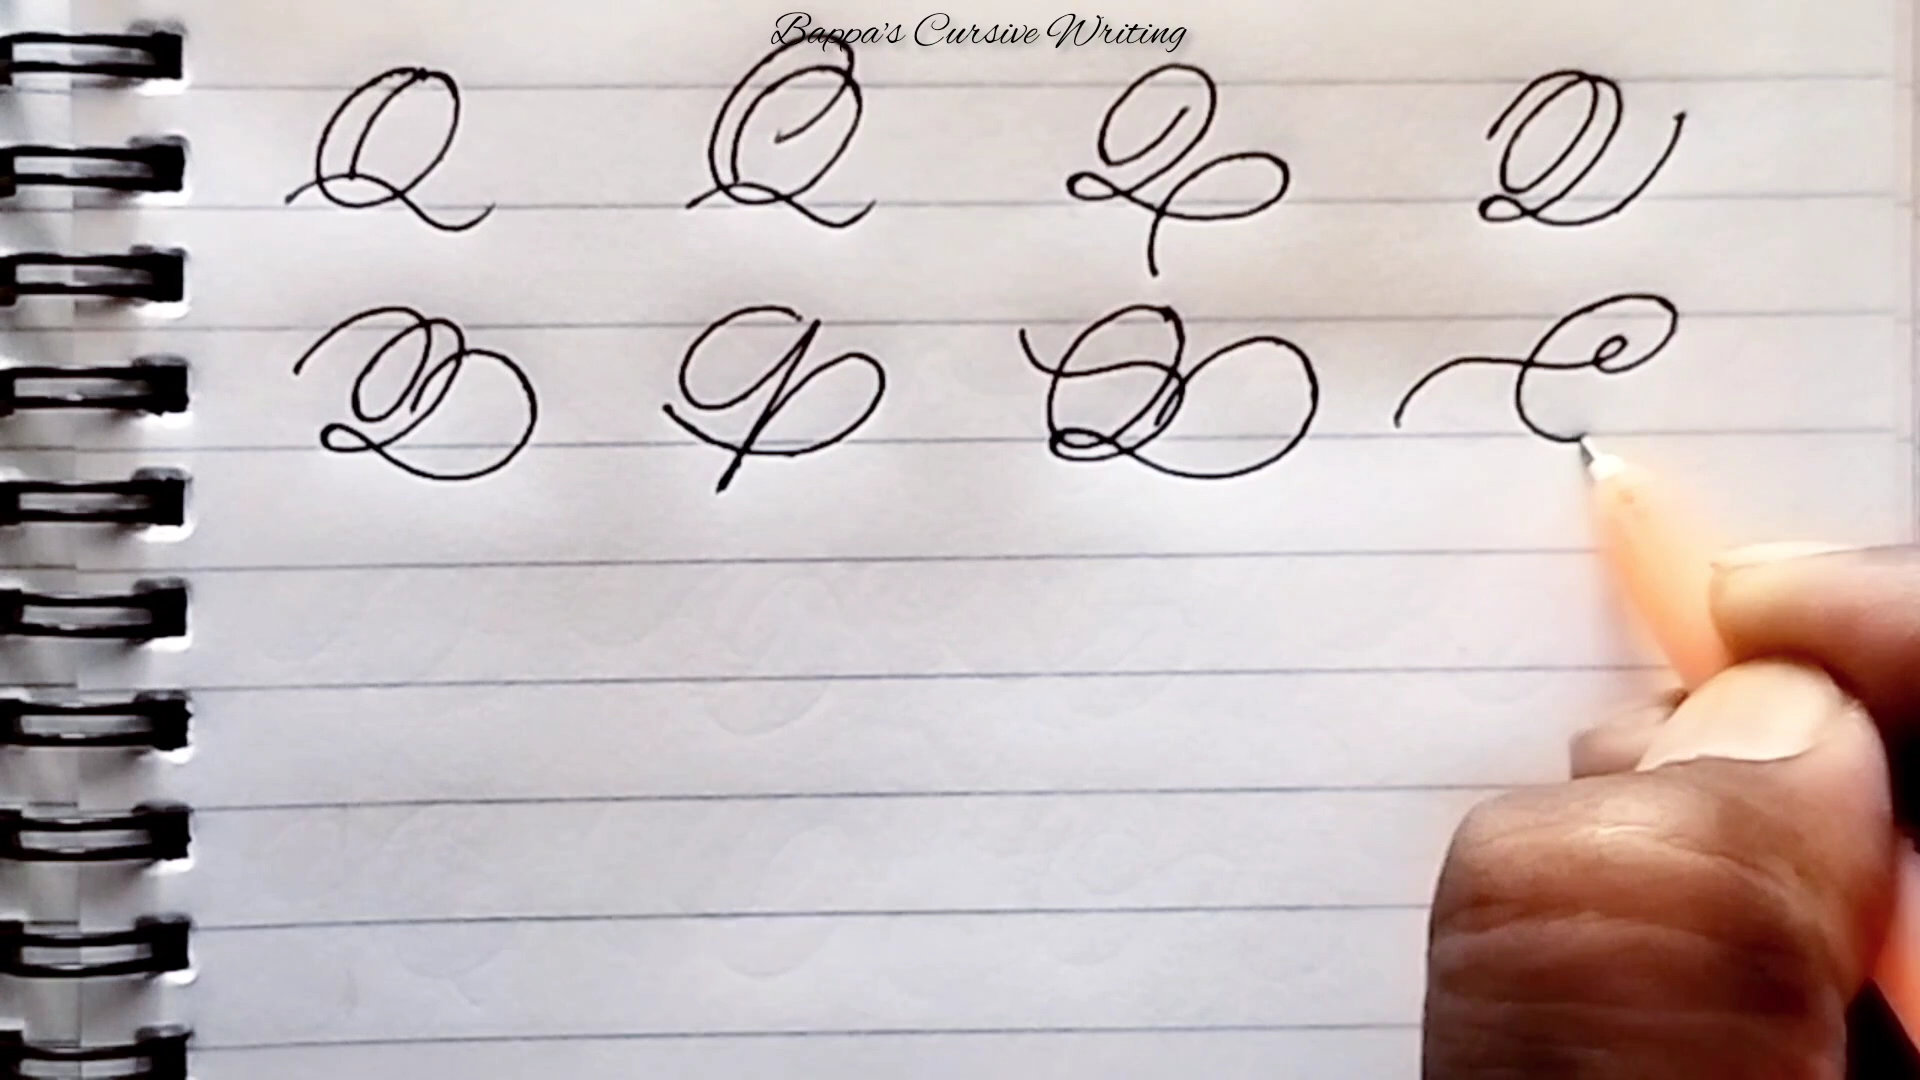 Bappa's Cursive Writing
Q Q Q Q
Q Q Q